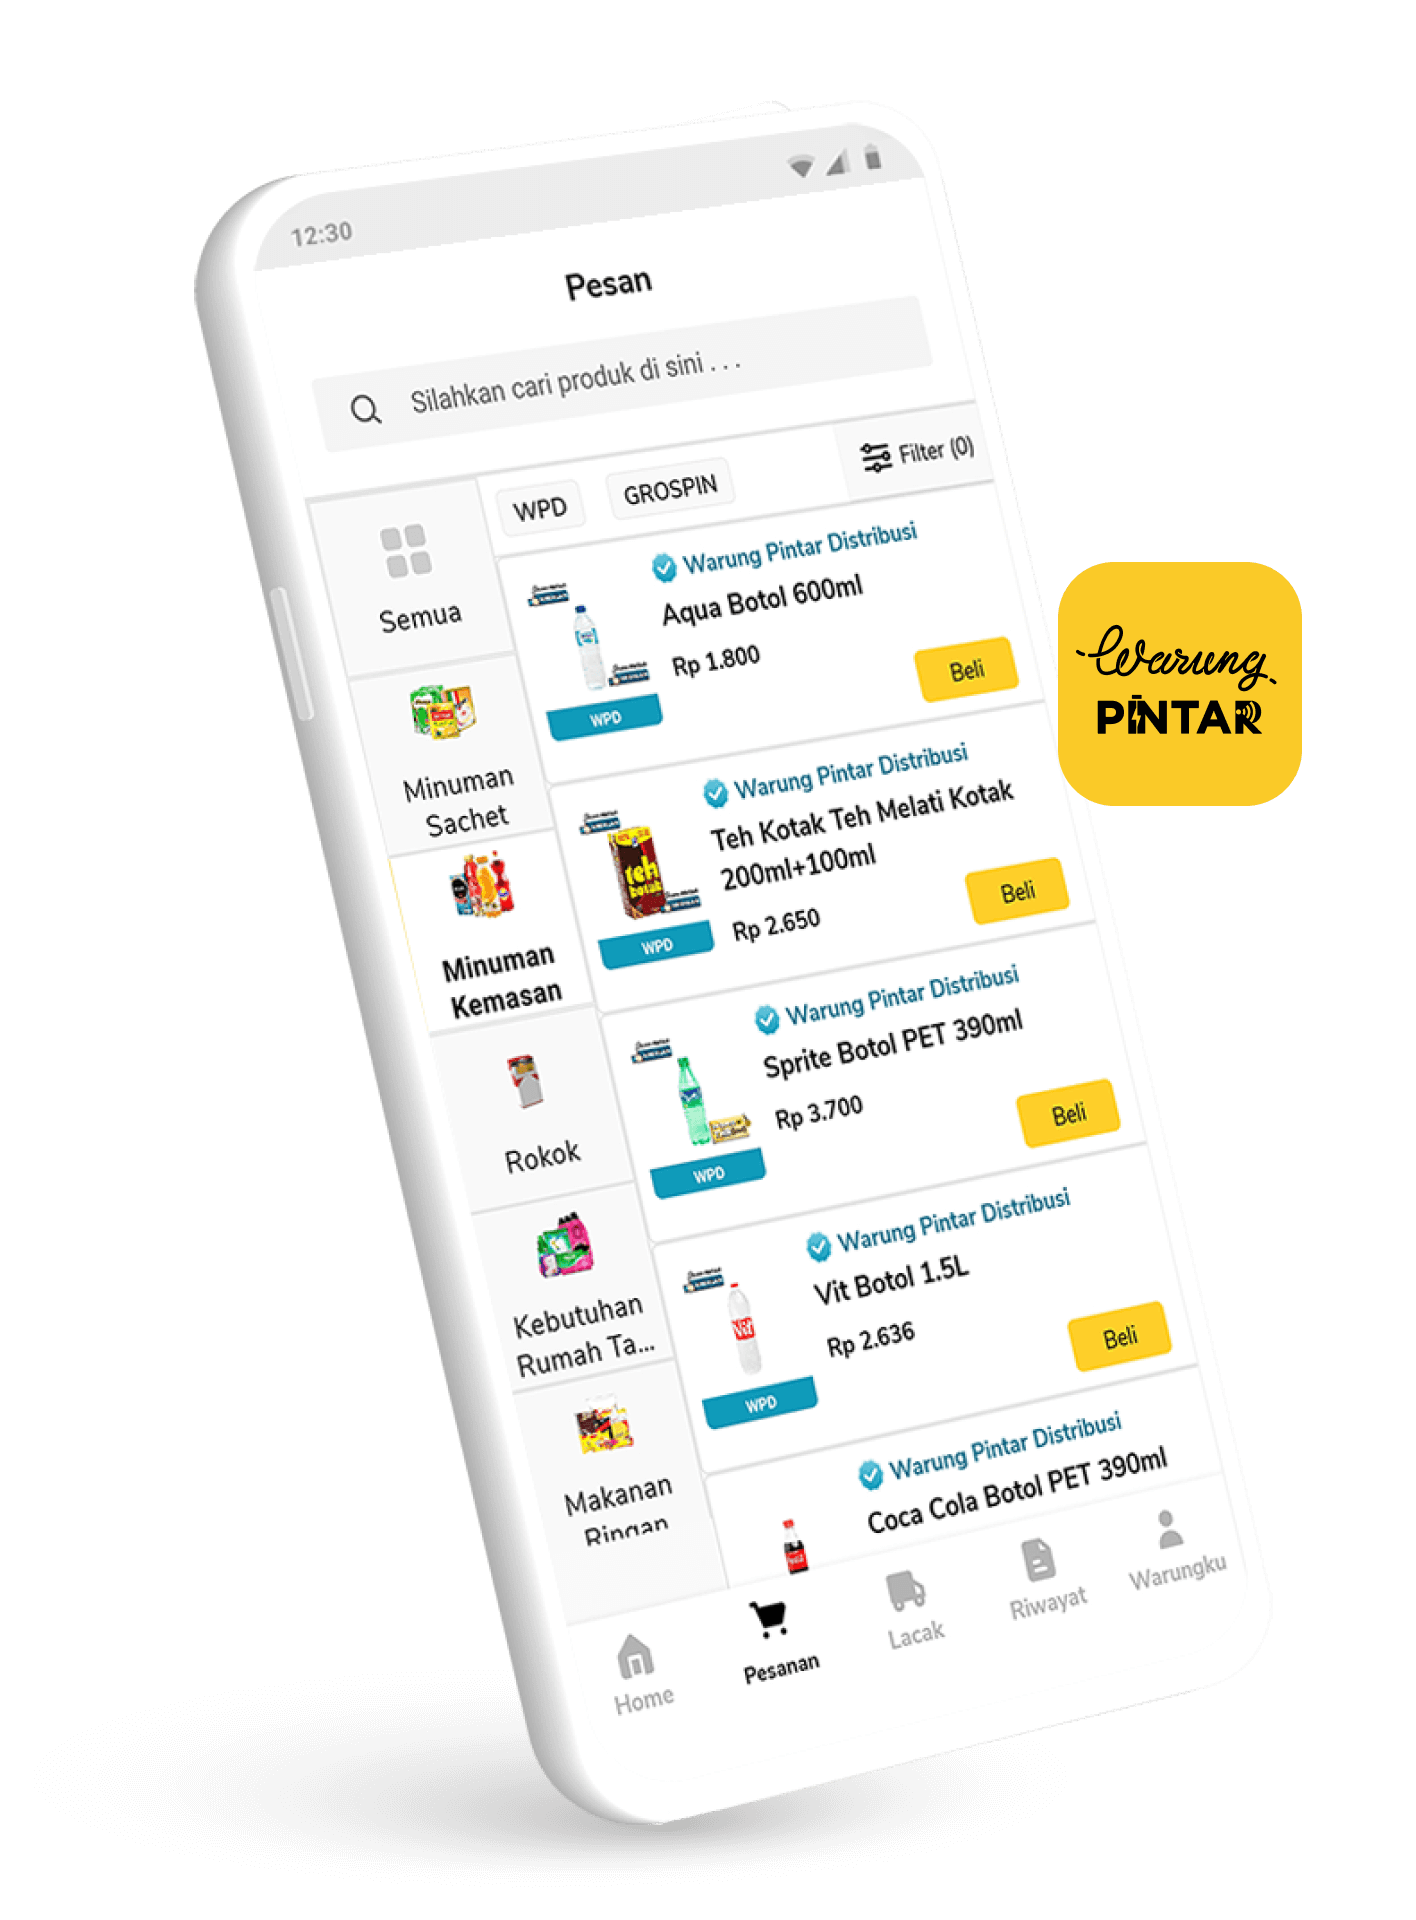 12:30
Pesan
Silahkan cari produk di sini . . .
WPD
GROSPIN
Filter (0)
Semua
Minuman
Sachet
Minuman
Kemasan
Rokok
Kebutuhan
Rumah Ta...
Makanan
Ringan
Warung Pintar Distribusi
Aqua Botol 600ml
Rp 1.800
Beli
WPD
Warung Pintar Distribusi
Teh Kotak Teh Melati Kotak
200ml+100ml
Rp 2.650
Beli
teh
kotak
WPD
Warung Pintar Distribusi
Sprite Botol PET 390ml
Rp 3.700
Beli
WPD
Warung Pintar Distribusi
Vit Botol 1.5L
Rp 2.636
Beli
Vit
WPD
Warung Pintar Distribusi
Coca Cola Botol PET 390ml
Home
Pesanan
Lacak
Riwayat
Warungku
Warung
PINTAR